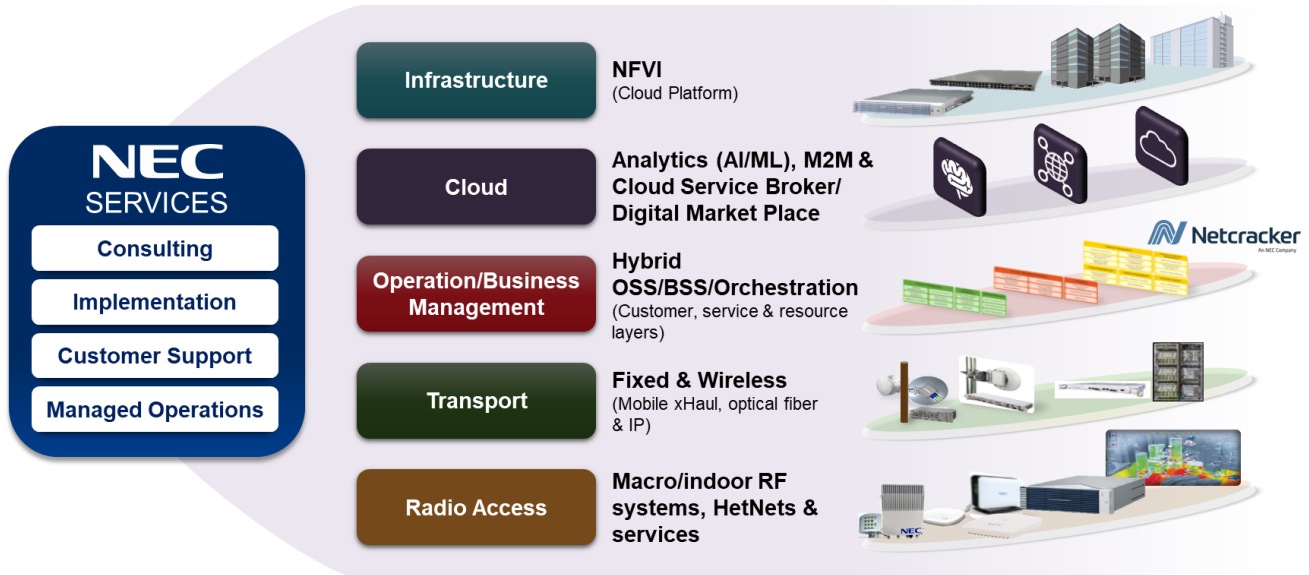 NEC
SERVICES
Consulting
Implementation
Customer Support
Managed Operations
Infrastructure
NFVI
(Cloud Platform)
Cloud
Analytics (AI/ML), M2M &
Cloud Service Broker/
Digital Market Place
Operation/Business
Management
Hybrid
OSS/BSS/Orchestration
(Customer, service & resource
layers)
Netcracker
An NEC Company
Transport
Fixed & Wireless
(Mobile xHaul, optical fiber
& IP)
Radio Access
Macro/indoor RF
systems, HetNets &
services
NEC